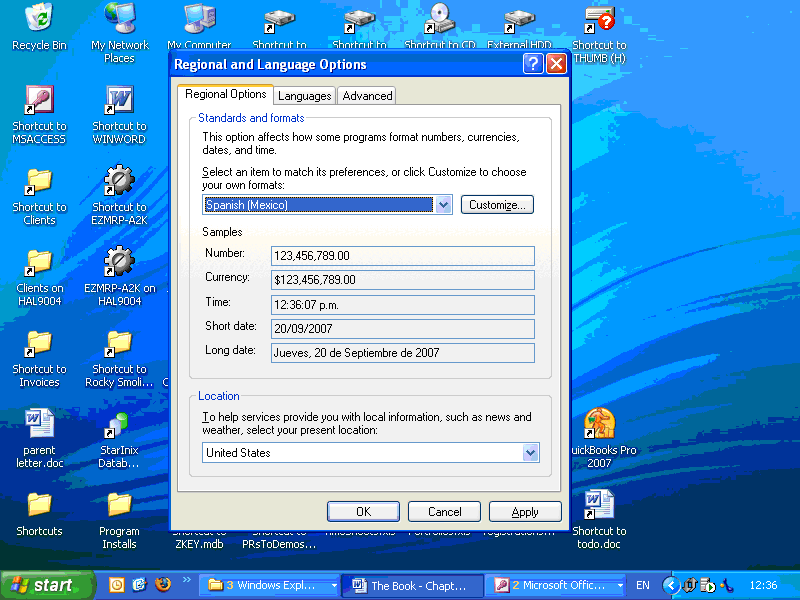 Recycle Bin
My Network
Places
My Computer
Shortcut to
Shortcut to
Shortcut to CD
External HDD
Shortcut to
THUMB (H)
Regional and Language Options
Regional Options
Languages
Advanced
Standards and formats
This option affects how some programs format numbers, currencies,
dates, and time.
Select an item to match its preferences, or click Customize to choose
your own formats:
Spanish (Mexico)
Customize...
Samples
Number:
123,456,789.00
Currency:
$123,456,789.00
Time:
12:36:07 p.m.
Short date:
20/09/2007
Long date:
Jueves, 20 de Septiembre de 2007
Location
To help services provide you with local information, such as news and
weather, select your present location:
United States
OK
Cancel
Apply
Shortcut to
MSACCESS
Shortcut to
WINWORD
Shortcut to
Clients
Shortcut to
EZMRP-A2K
Clients on
HAL9004
EZMRP-A2K on
HAL9004
Shortcut to
Invoices
Shortcut to
Rocky Smoli...
parent
letter.doc
StarInix
Datab...
uickBooks Pro
2007
Shortcuts
Program
Installs
Shortcut to
ZKEY.mdb
Shortcut to
PRsToDemos...
Shortcut to
todo.doc
start
3 Windows Expl...
The Book - Chapt...
2 Microsoft Offic...
EN
12:36